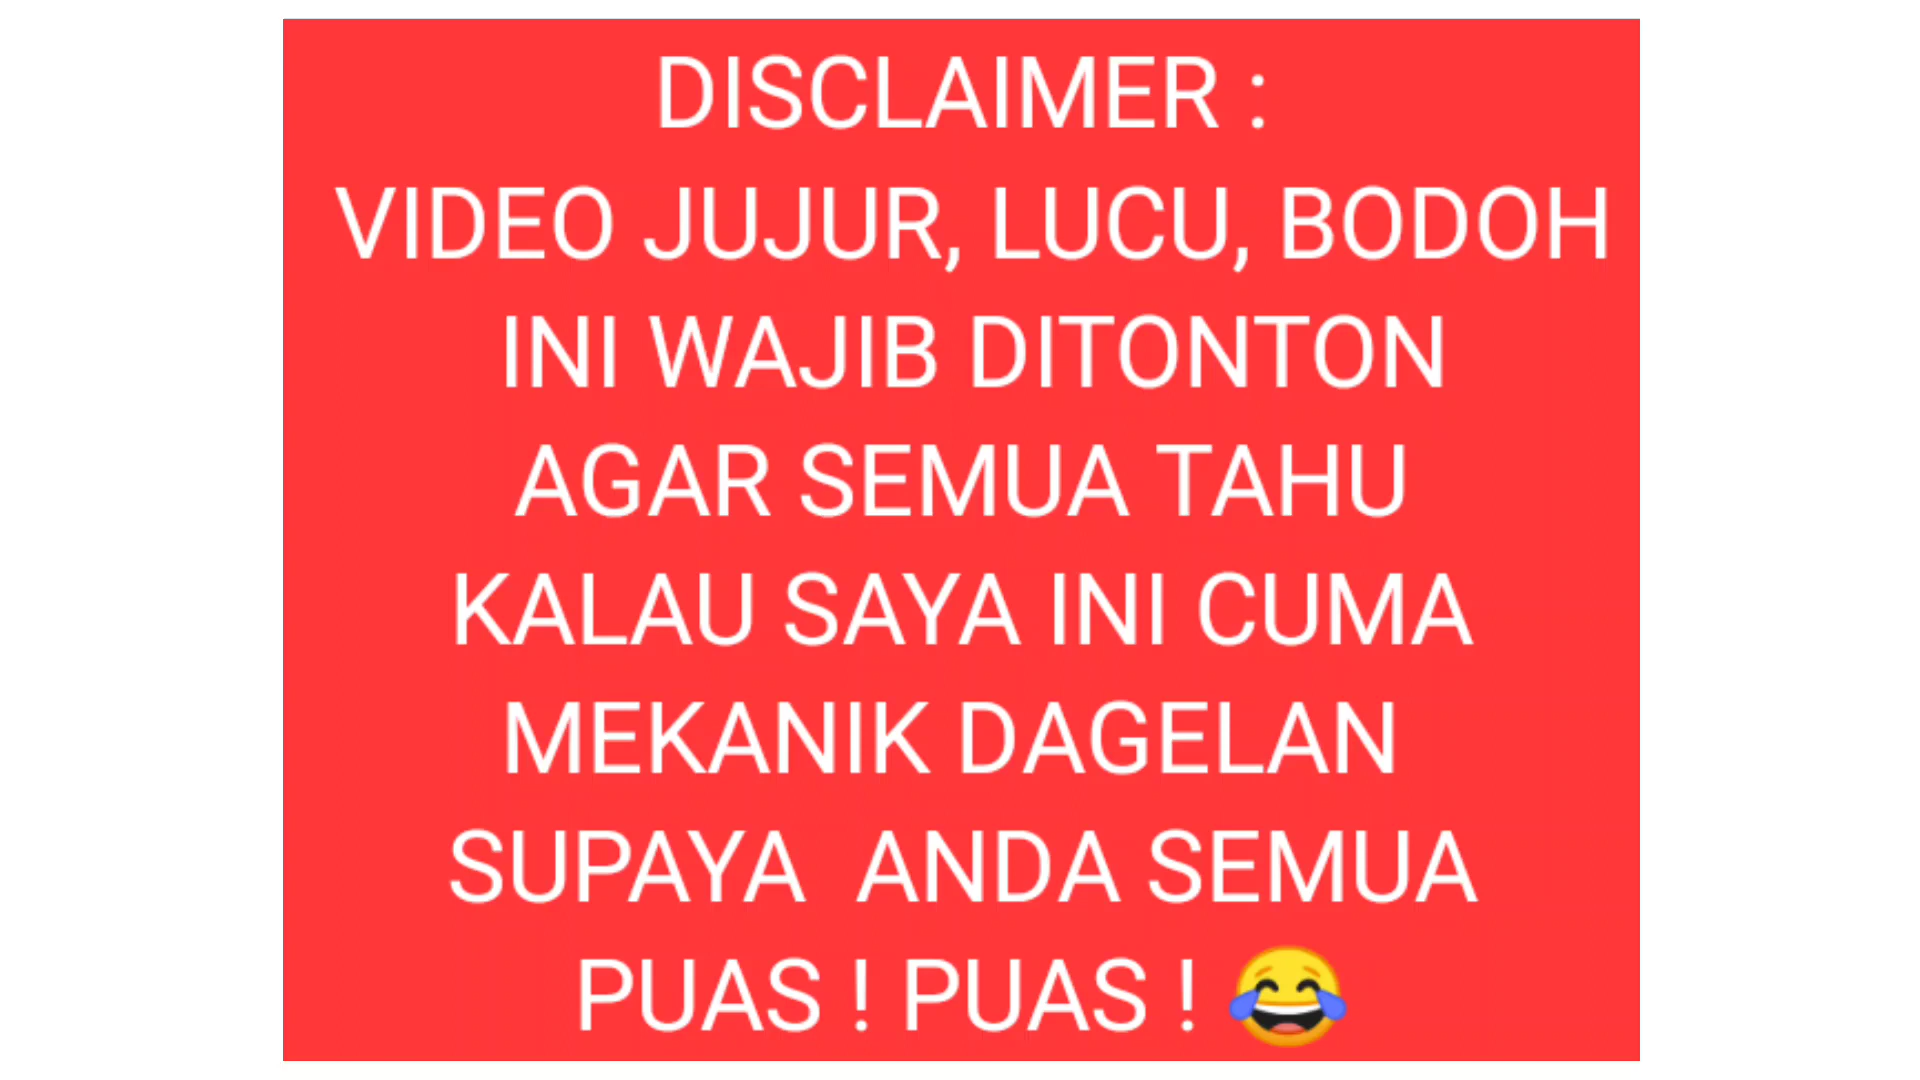 DISCLAIMER :
VIDEO JUJUR, LUCU, BODOH
INI WAJIB DITONTON
AGAR SEMUA TAHU
KALAU SAYA INI CUMA
MEKANIK DAGELAN
SUPAYA  ANDA SEMUA
PUAS ! PUAS ! 😂